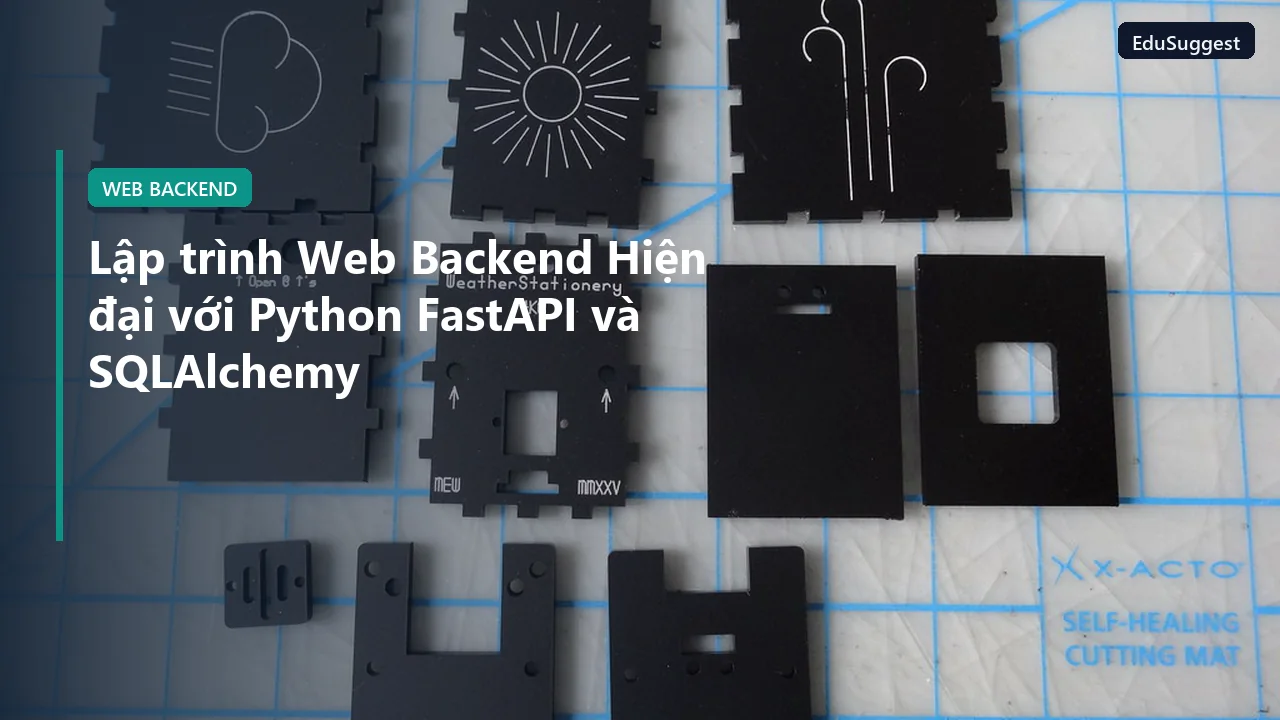 EduSuggest
WEB BACKEND
Lập trình Web Backend Hiện
đại với Python FastAPI và
SQLAlchemy
↑ Open @ ↑'s
WeatherStationery
MEW
MMXXV
X-ACTO
SELF-HEALING
CUTTING MAT